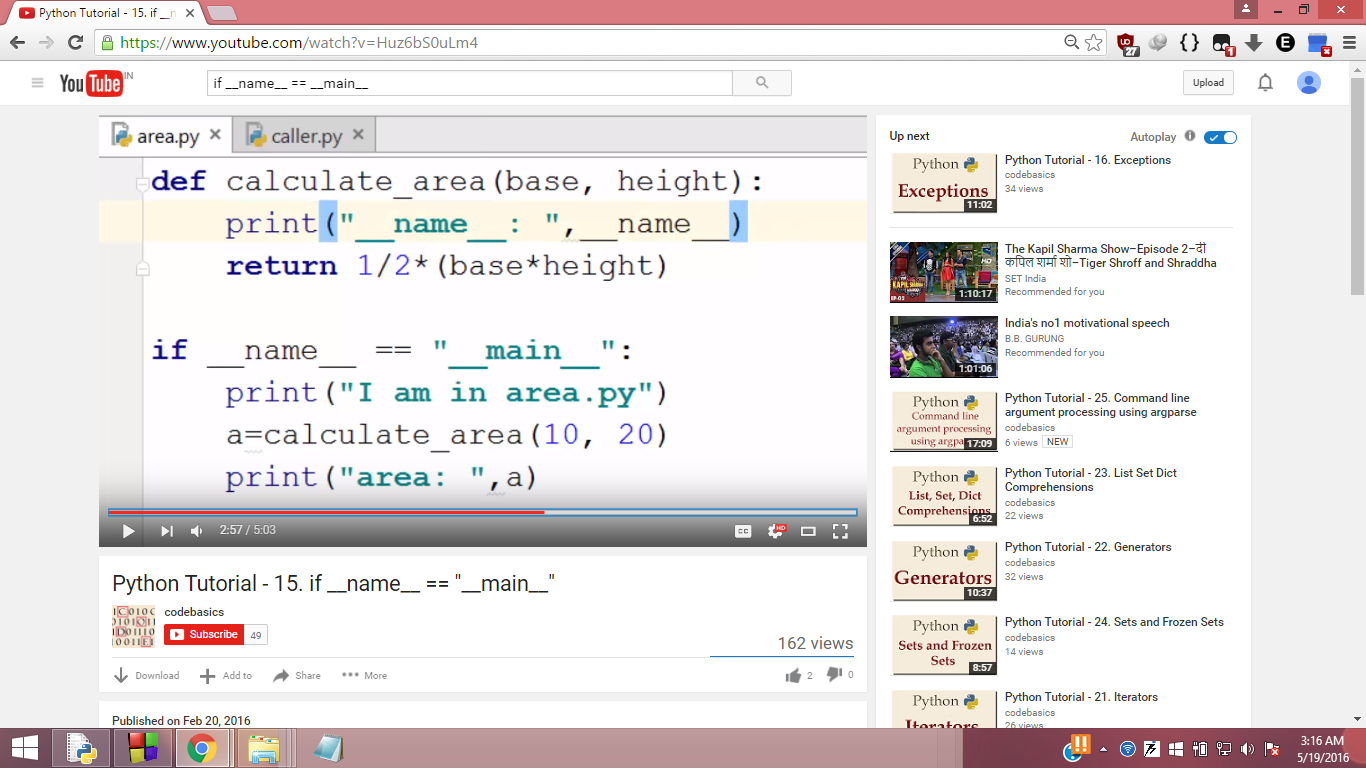 Python Tutorial - 15. if __n
https://www.youtube.com/watch?v=Huz6bS0uLm4
27
1
YouTube IN
if __name__ == __main__
Upload
area.py
caller.py
def calculate_area(base, height):
print("__name__: ",__name__)
return 1/2*(base*height)
if __name__ == "__main__":
print("I am in area.py")
a=calculate_area(10, 20)
print("area: ",a)
2:57 / 5:03
CC
HD
Python Tutorial - 15. if __name__ == "__main__"
codebasics
Subscribe 49
162 views
Download
Add to
Share
More
2
0
Published on Feb 20, 2016
Up next
Autoplay
Python
Exceptions
11:02
Python Tutorial - 16. Exceptions
codebasics
34 views
EP-02
1:10:17
The Kapil Sharma Show–Episode 2–दी
कपिल शर्मा शो–Tiger Shroff and Shraddha
SET India
Recommended for you
1:01:06
India's no1 motivational speech
B.B. GURUNG
Recommended for you
Python
Command line
argument processing
using argpa
17:09
Python Tutorial - 25. Command line
argument processing using argparse
codebasics
6 views NEW
Python
List, Set, Dict
Comprehensions
6:52
Python Tutorial - 23. List Set Dict
Comprehensions
codebasics
22 views
Python
Generators
10:37
Python Tutorial - 22. Generators
codebasics
32 views
Python
Sets and Frozen
Sets
8:57
Python Tutorial - 24. Sets and Frozen Sets
codebasics
14 views
Python
Iterators
Python Tutorial - 21. Iterators
codebasics
26 views
3:16 AM
5/19/2016